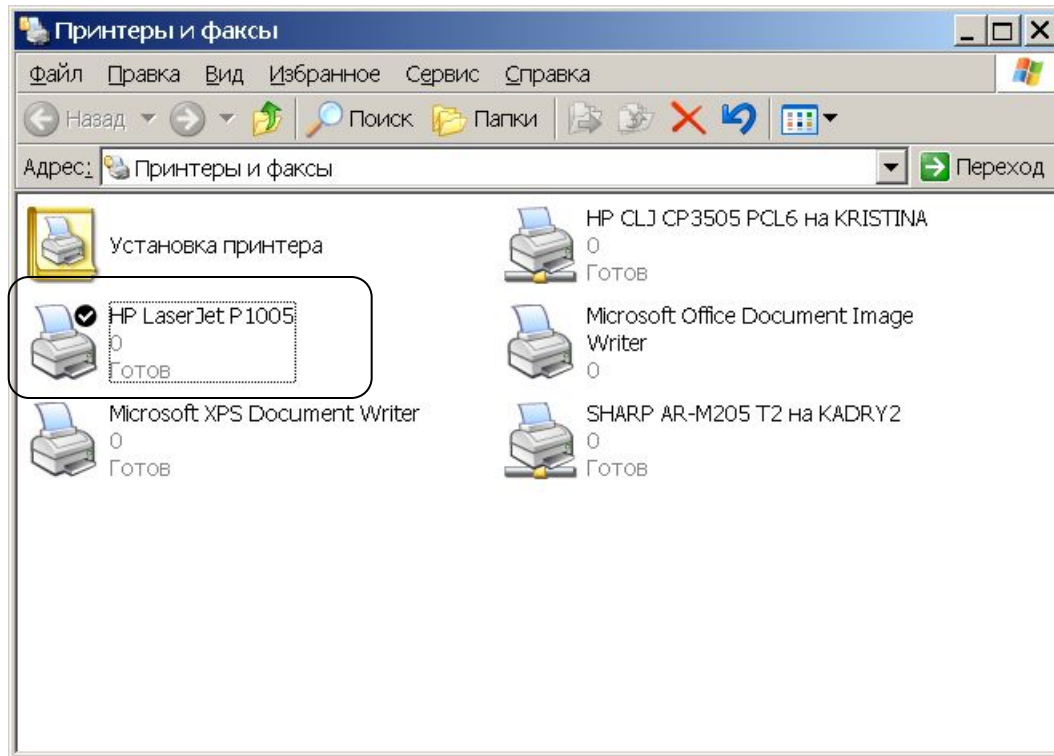 Принтеры и факсы
Файл Правка Вид Избранное Сервис Справка
Назад Поиск Папки
Адрес: Принтеры и факсы Переход
Установка принтера
HP CLJ CP3505 PCL6 на KRISTINA
0
Готов
HP LaserJet P1005
0
Готов
Microsoft Office Document Image
Writer
0
Microsoft XPS Document Writer
0
Готов
SHARP AR-M205 T2 на KADRY2
0
Готов